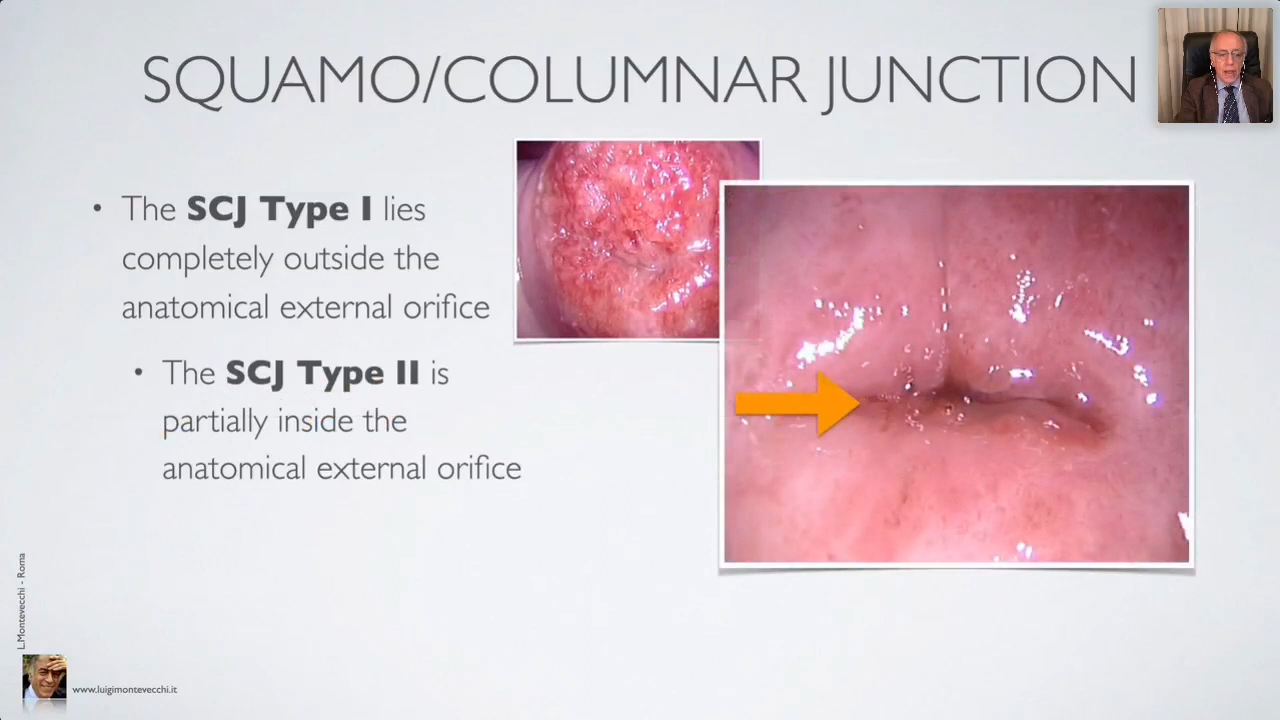 SQUAMO/COLUMNAR JUNCTION
• The SCJ Type I lies
completely outside the
anatomical external orifice
• The SCJ Type II is
partially inside the
anatomical external orifice
L.Montevecchi - Roma
www.luigimontevecchi.it